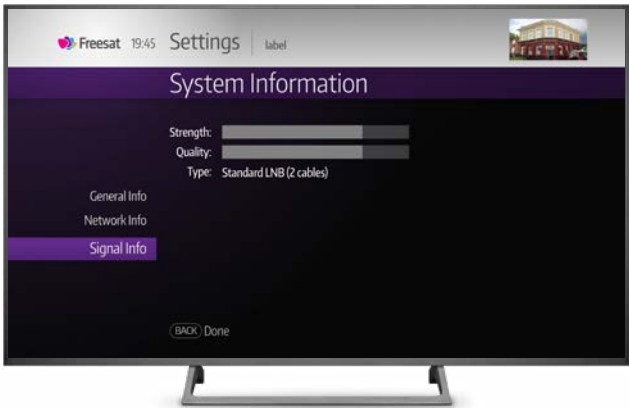 Freesat 19:45 Settings label
System Information
Strength:
Quality:
Type: Standard LNB (2 cables)
General Info
Network Info
Signal Info
BACK Done